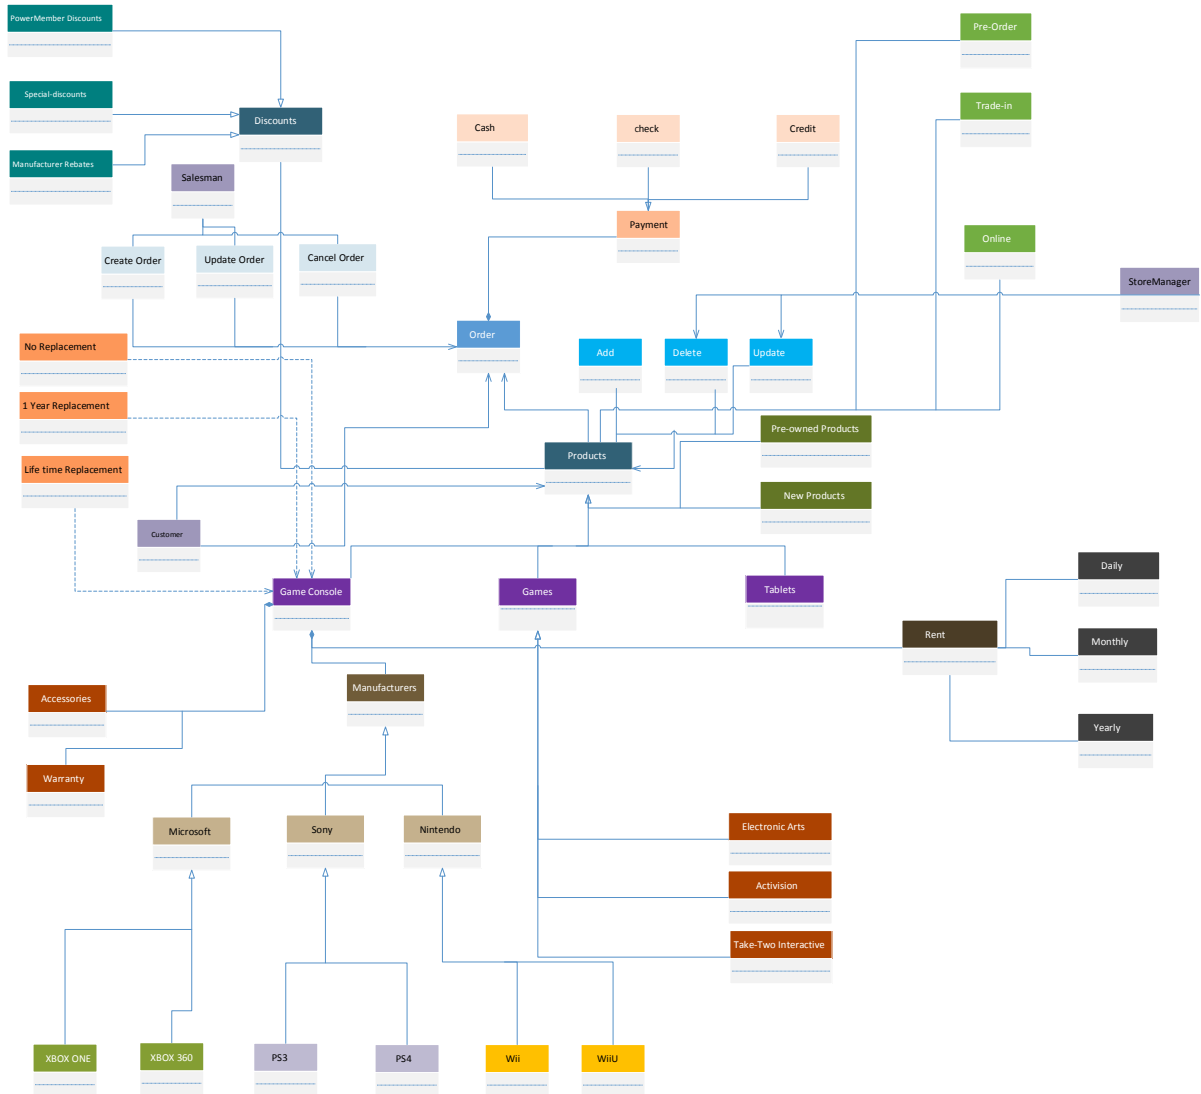 PowerMember Discounts
Pre-Order
Special-discounts
Trade-in
Discounts
Cash
check
Credit
Manufacturer Rebates
Salesman
Payment
Online
Create Order
Update Order
Cancel Order
StoreManager
Order
No Replacement
Add
Delete
Update
1 Year Replacement
Pre-owned Products
Products
Life time Replacement
New Products
Customer
Daily
Game Console
Games
Tablets
Rent
Monthly
Manufacturers
Accessories
Yearly
Warranty
Microsoft
Sony
Nintendo
Electronic Arts
Activision
Take-Two Interactive
XBOX ONE
XBOX 360
PS3
PS4
Wii
WiiU